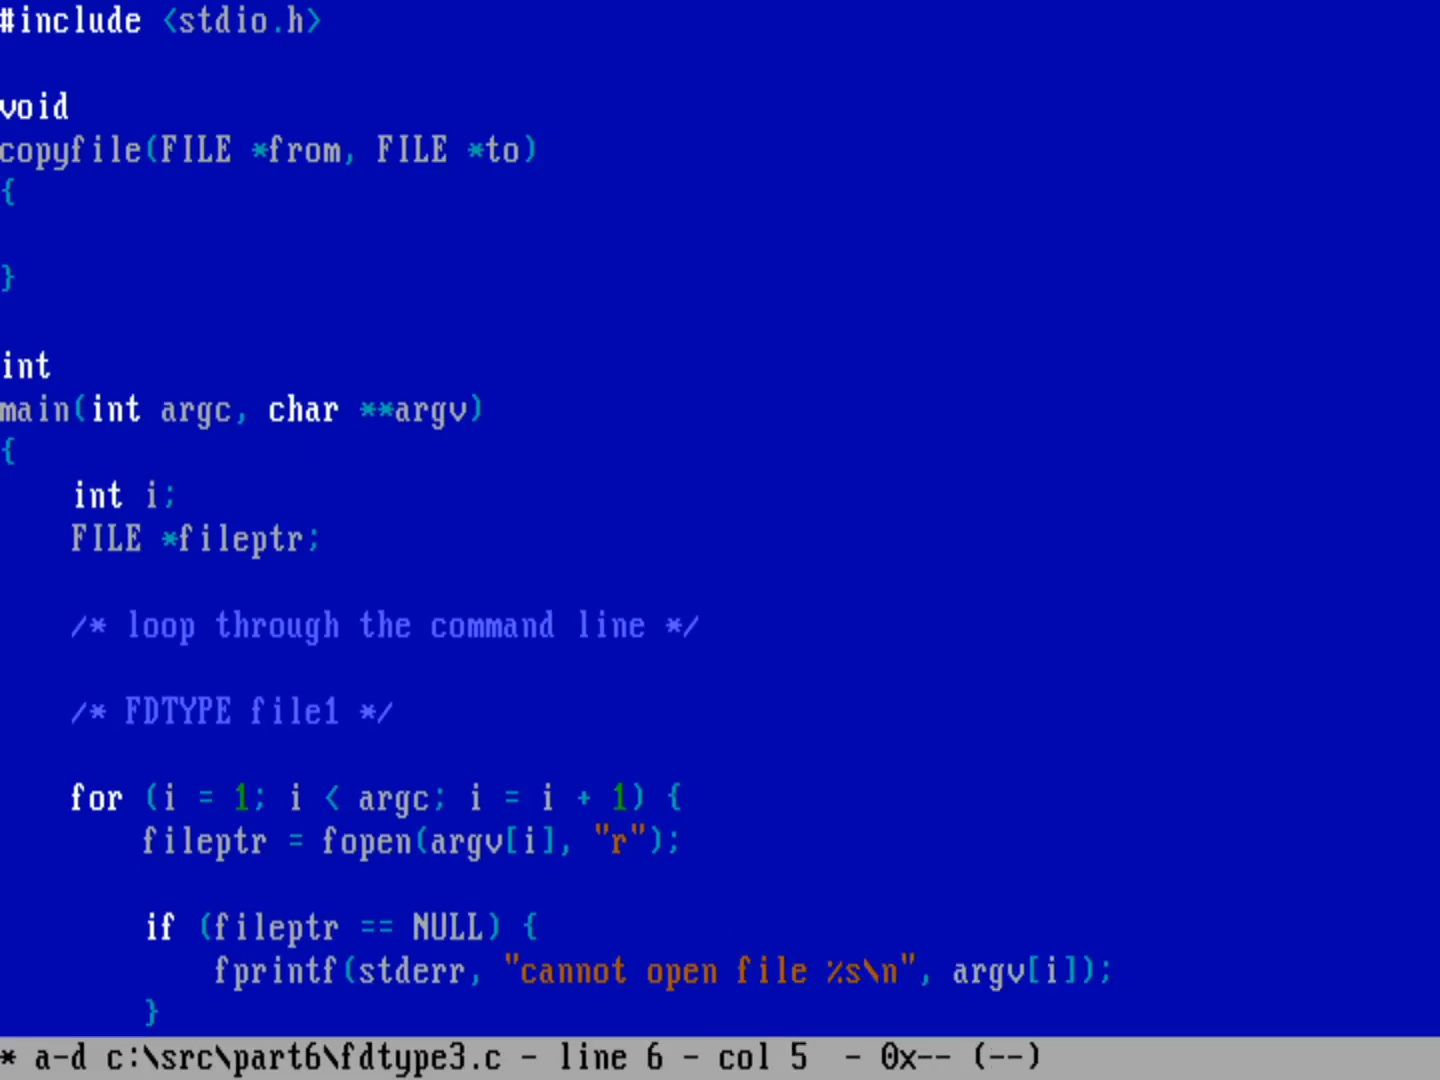 #include <stdio.h>
void
copyfile(FILE *from, FILE *to)
{
}
int
main(int argc, char **argv)
{
    int i;
    FILE *fileptr;
    /* loop through the command line */
    /* FDTYPE file1 */
    for (i = 1; i < argc; i = i + 1) {
        fileptr = fopen(argv[i], "r");
        if (fileptr == NULL) {
            fprintf(stderr, "cannot open file %s\n", argv[i]);
        }
* a-d c:\src\part6\fdtype3.c - line 6 - col 5  - 0x-- (--)